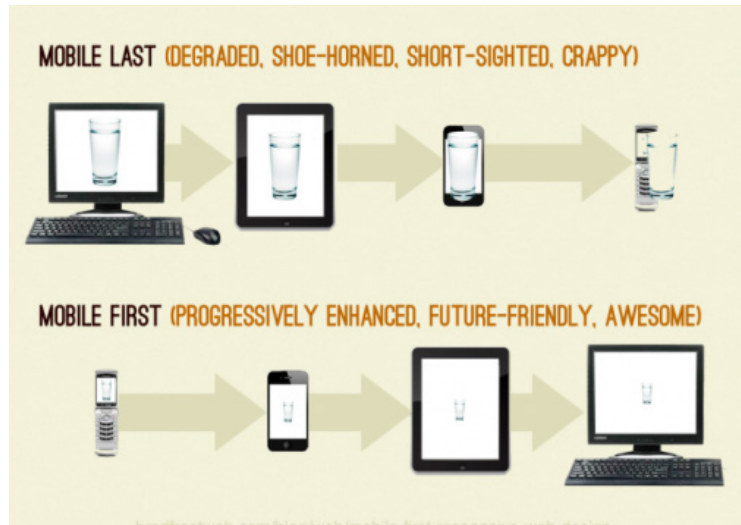 MOBILE LAST (DEGRADED, SHOE-HORNED, SHORT-SIGHTED, CRAPPY)
MOBILE FIRST (PROGRESSIVELY ENHANCED, FUTURE-FRIENDLY, AWESOME)